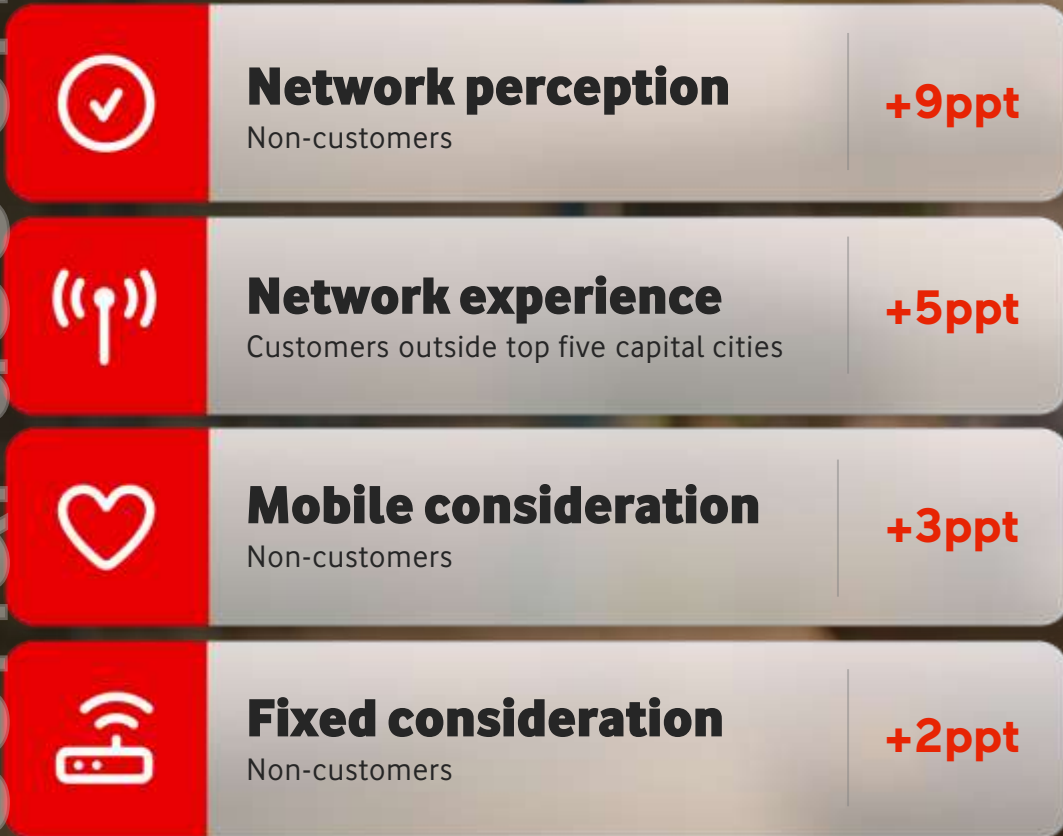 Network perception
Non-customers
+9ppt
Network experience
Customers outside top five capital cities
+5ppt
Mobile consideration
Non-customers
+3ppt
Fixed consideration
Non-customers
+2ppt